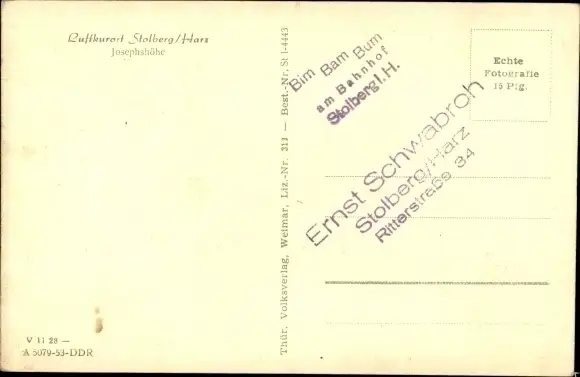 Luftkurort Stolberg/Harz
Josephshöhe
V 11 28 —
A 5079-53-DDR
Thür. Volksverlag, Weimar, Liz.-Nr. 311 — Best.-Nr. St 1-4443
Bim Bam Bum
am Bahnhof
Stolberg i. H.
Ernst Schwabroh
Stolberg/Harz
Ritterstraße 34
Echte
Fotografie
15 Pfg.